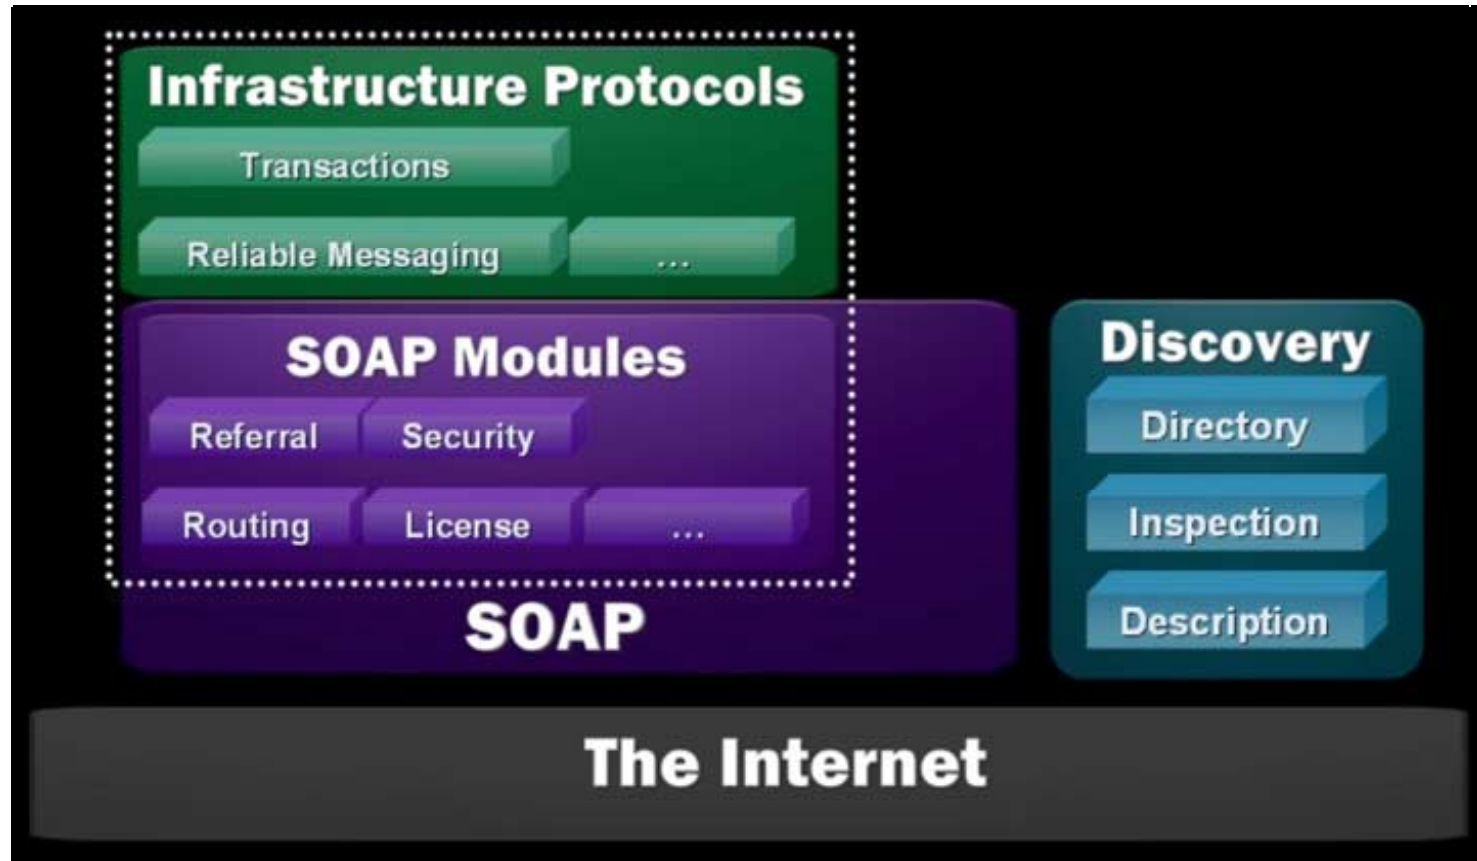 Infrastructure Protocols
Transactions
Reliable Messaging ...
SOAP Modules
Referral Security
Routing License ...
SOAP
Discovery
Directory
Inspection
Description
The Internet